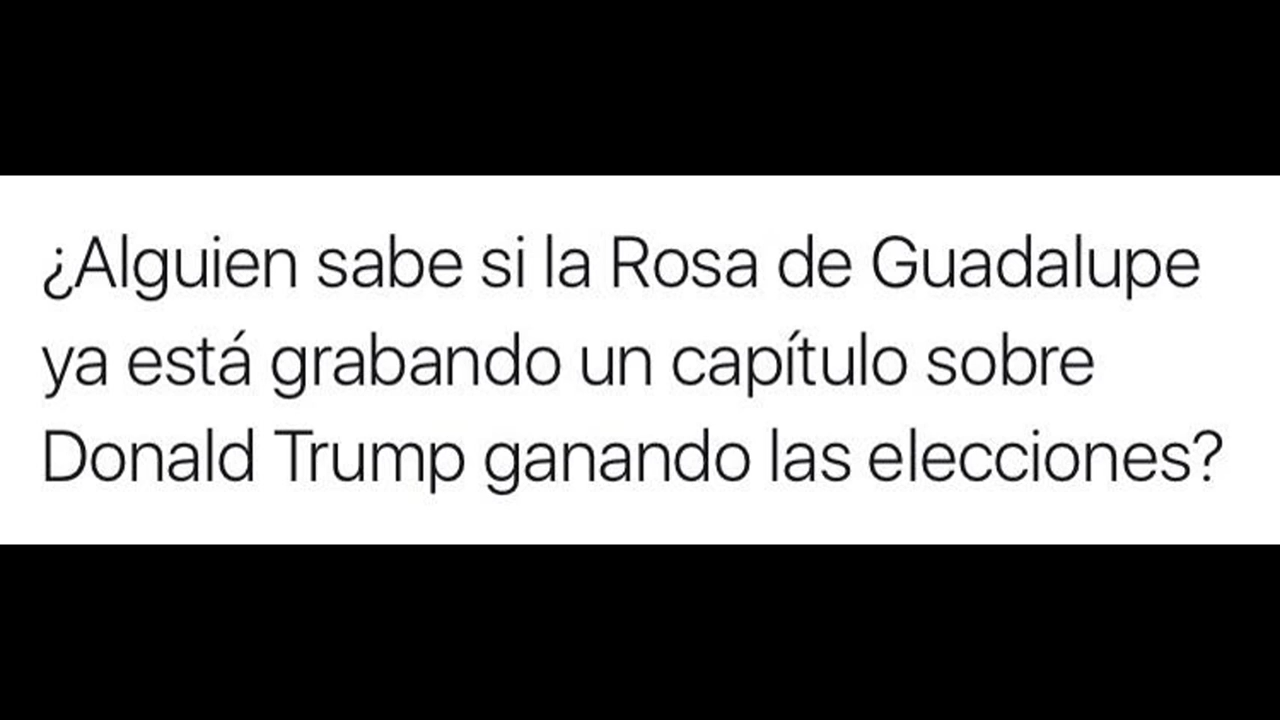 ¿Alguien sabe si la Rosa de Guadalupe
ya está grabando un capítulo sobre
Donald Trump ganando las elecciones?